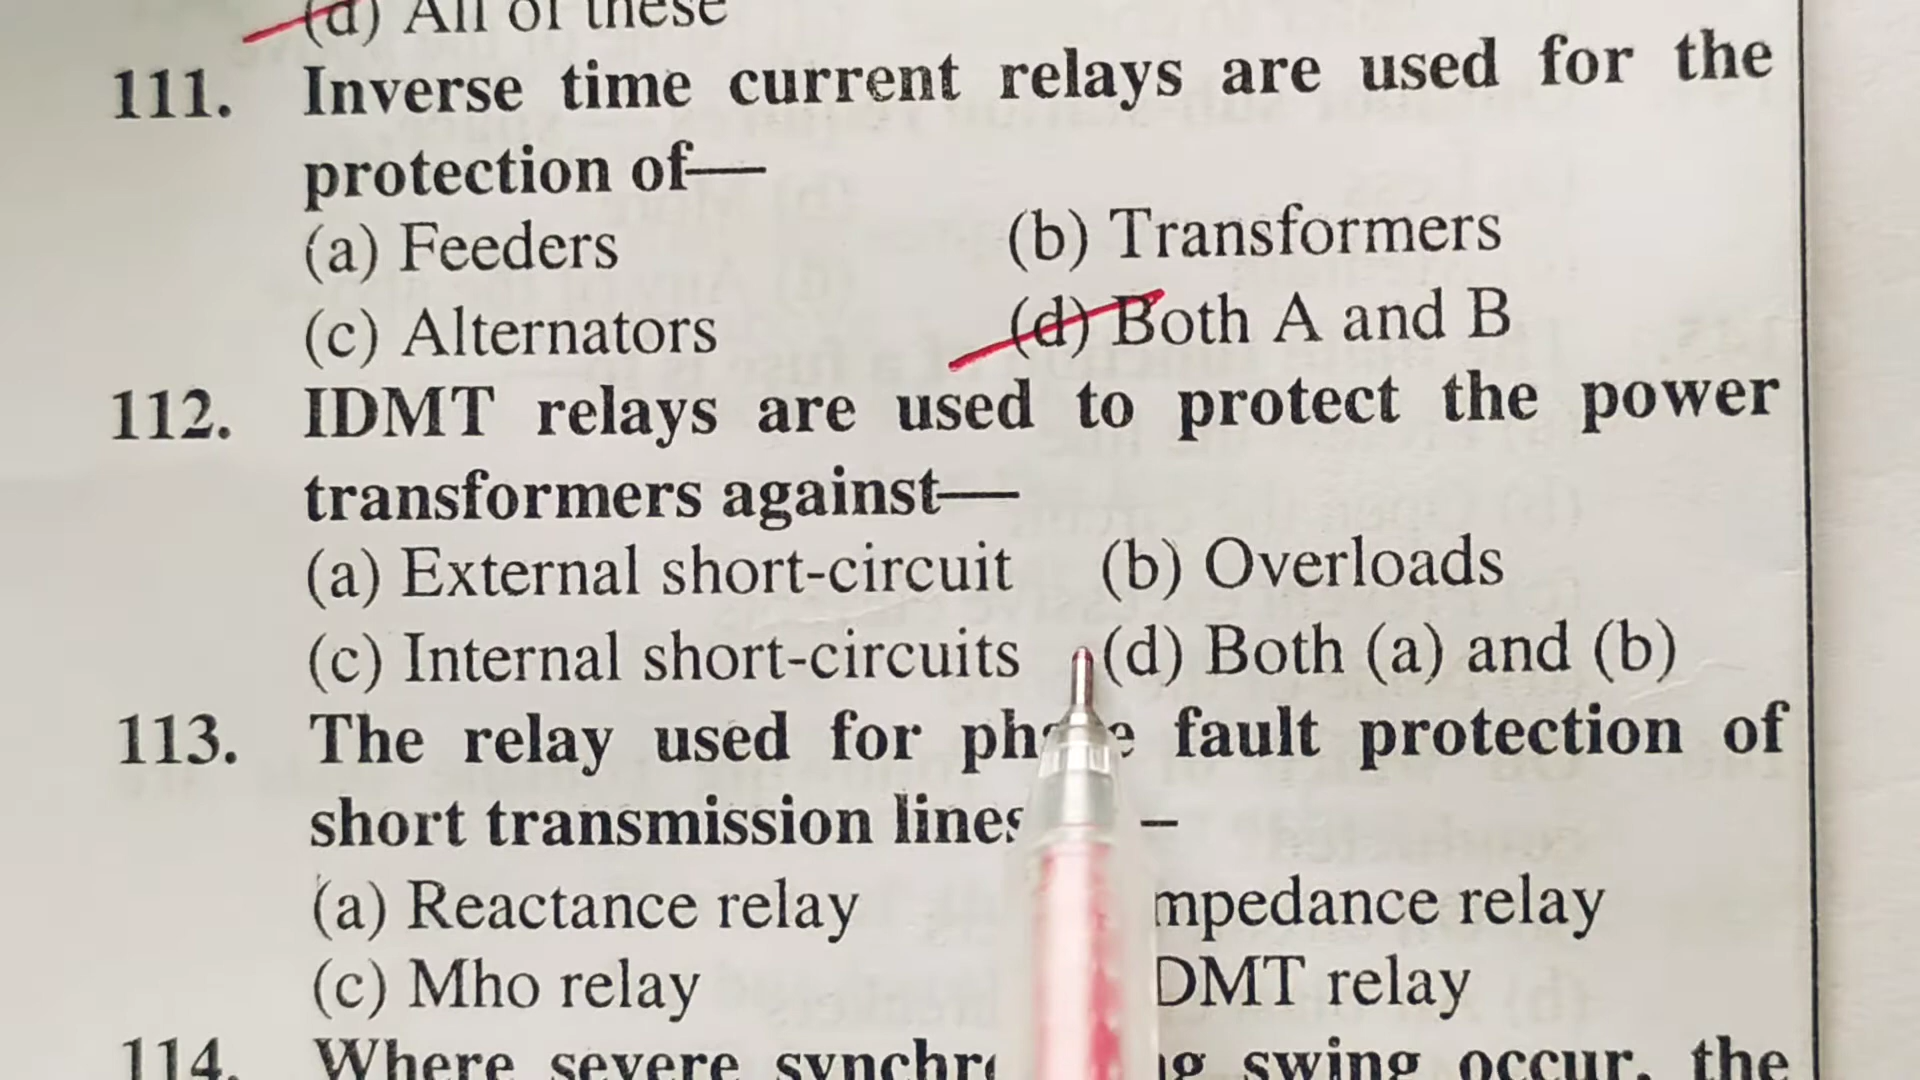 (d) All of these
111. Inverse time current relays are used for the
protection of—
(a) Feeders (b) Transformers
(c) Alternators (d) Both A and B
112. IDMT relays are used to protect the power
transformers against—
(a) External short-circuit (b) Overloads
(c) Internal short-circuits (d) Both (a) and (b)
113. The relay used for fault protection of
short transmission lines –
(a) Reactance relay mpedance relay
(c) Mho relay DMT relay
114. Where severe swing occur, the